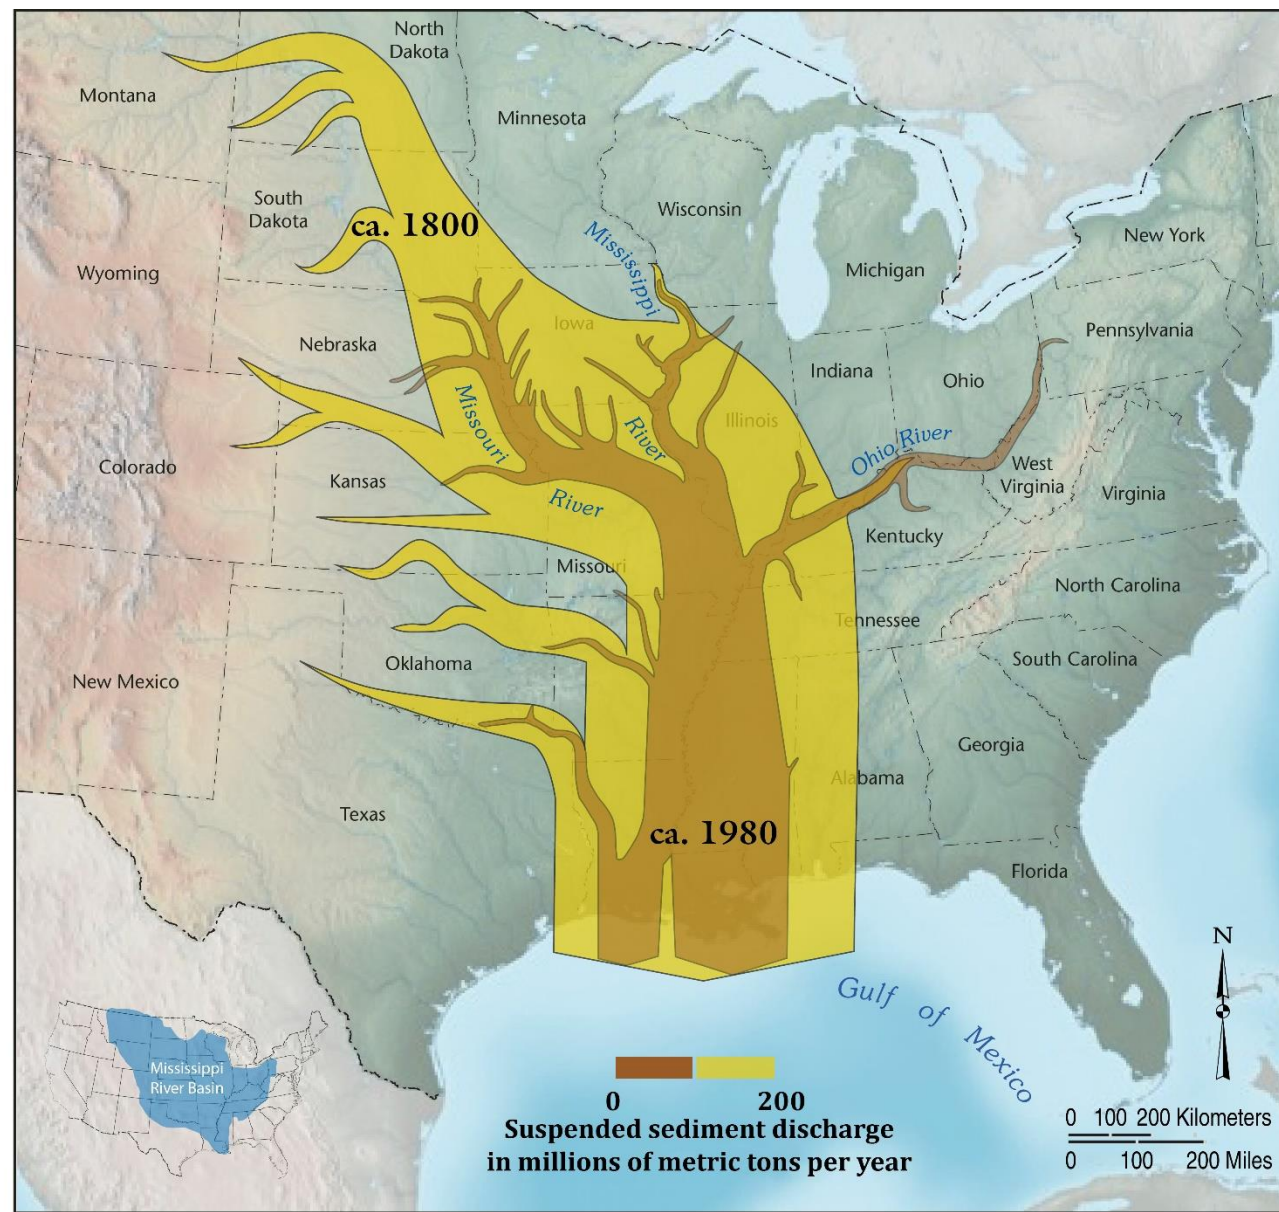 North
Dakota
Montana
Minnesota
South
Dakota
ca. 1800
Wisconsin
Mississippi
New York
Wyoming
Michigan
Iowa
Pennsylvania
Nebraska
Indiana
Ohio
Missouri
River
Illinois
Ohio River
Colorado
Kansas
River
West
Virginia
Virginia
Kentucky
Missouri
North Carolina
Tennessee
Oklahoma
South Carolina
New Mexico
Georgia
Alabama
Texas
ca. 1980
Florida
N
Gulf of Mexico
Mississippi
River Basin
0 200
Suspended sediment discharge
in millions of metric tons per year
0 100 200 Kilometers
0 100 200 Miles